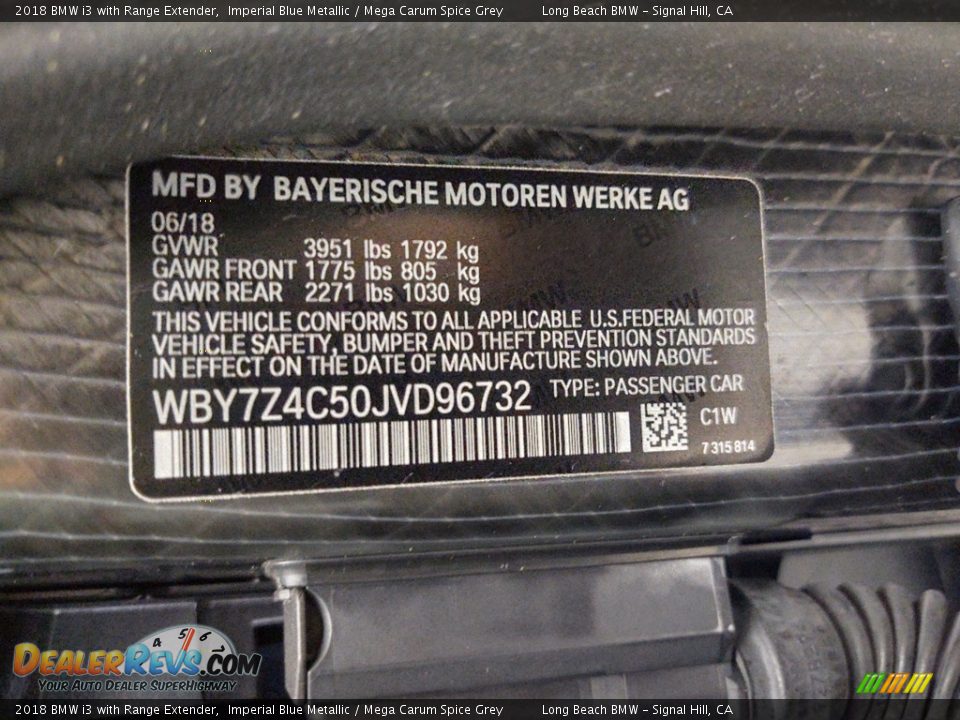 2018 BMW i3 with Range Extender, Imperial Blue Metallic / Mega Carum Spice Grey Long Beach BMW - Signal Hill, CA
MFD BY BAYERISCHE MOTOREN WERKE AG
06/18
GVWR 3951 lbs 1792 kg
GAWR FRONT 1775 lbs 805 kg
GAWR REAR 2271 lbs 1030 kg
THIS VEHICLE CONFORMS TO ALL APPLICABLE U.S.FEDERAL MOTOR
VEHICLE SAFETY, BUMPER AND THEFT PREVENTION STANDARDS
IN EFFECT ON THE DATE OF MANUFACTURE SHOWN ABOVE.
WBY7Z4C50JVD96732 TYPE: PASSENGER CAR
C1W
7 315 814
4 5 6 7
DEALERREVS.COM
YOUR AUTO DEALER SUPERHIGHWAY
2018 BMW i3 with Range Extender, Imperial Blue Metallic / Mega Carum Spice Grey Long Beach BMW - Signal Hill, CA